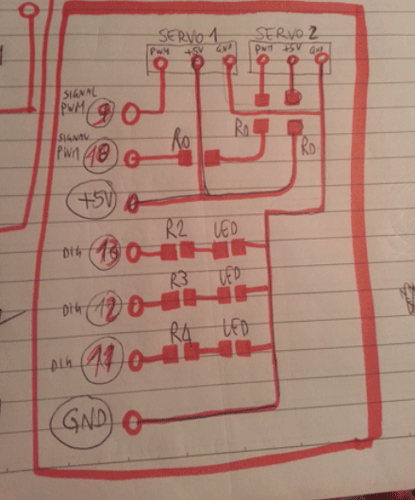 SERVO 1 SERVO 2
PWM +5V GND PWM +5V GND
SIGNAL
PWM 9
R0 R0 R0
SIGNAL
PWM 10
+5V
R2 LED
DIG 13
R3 LED
DIG 12
R4 LED
DIG 11
GND